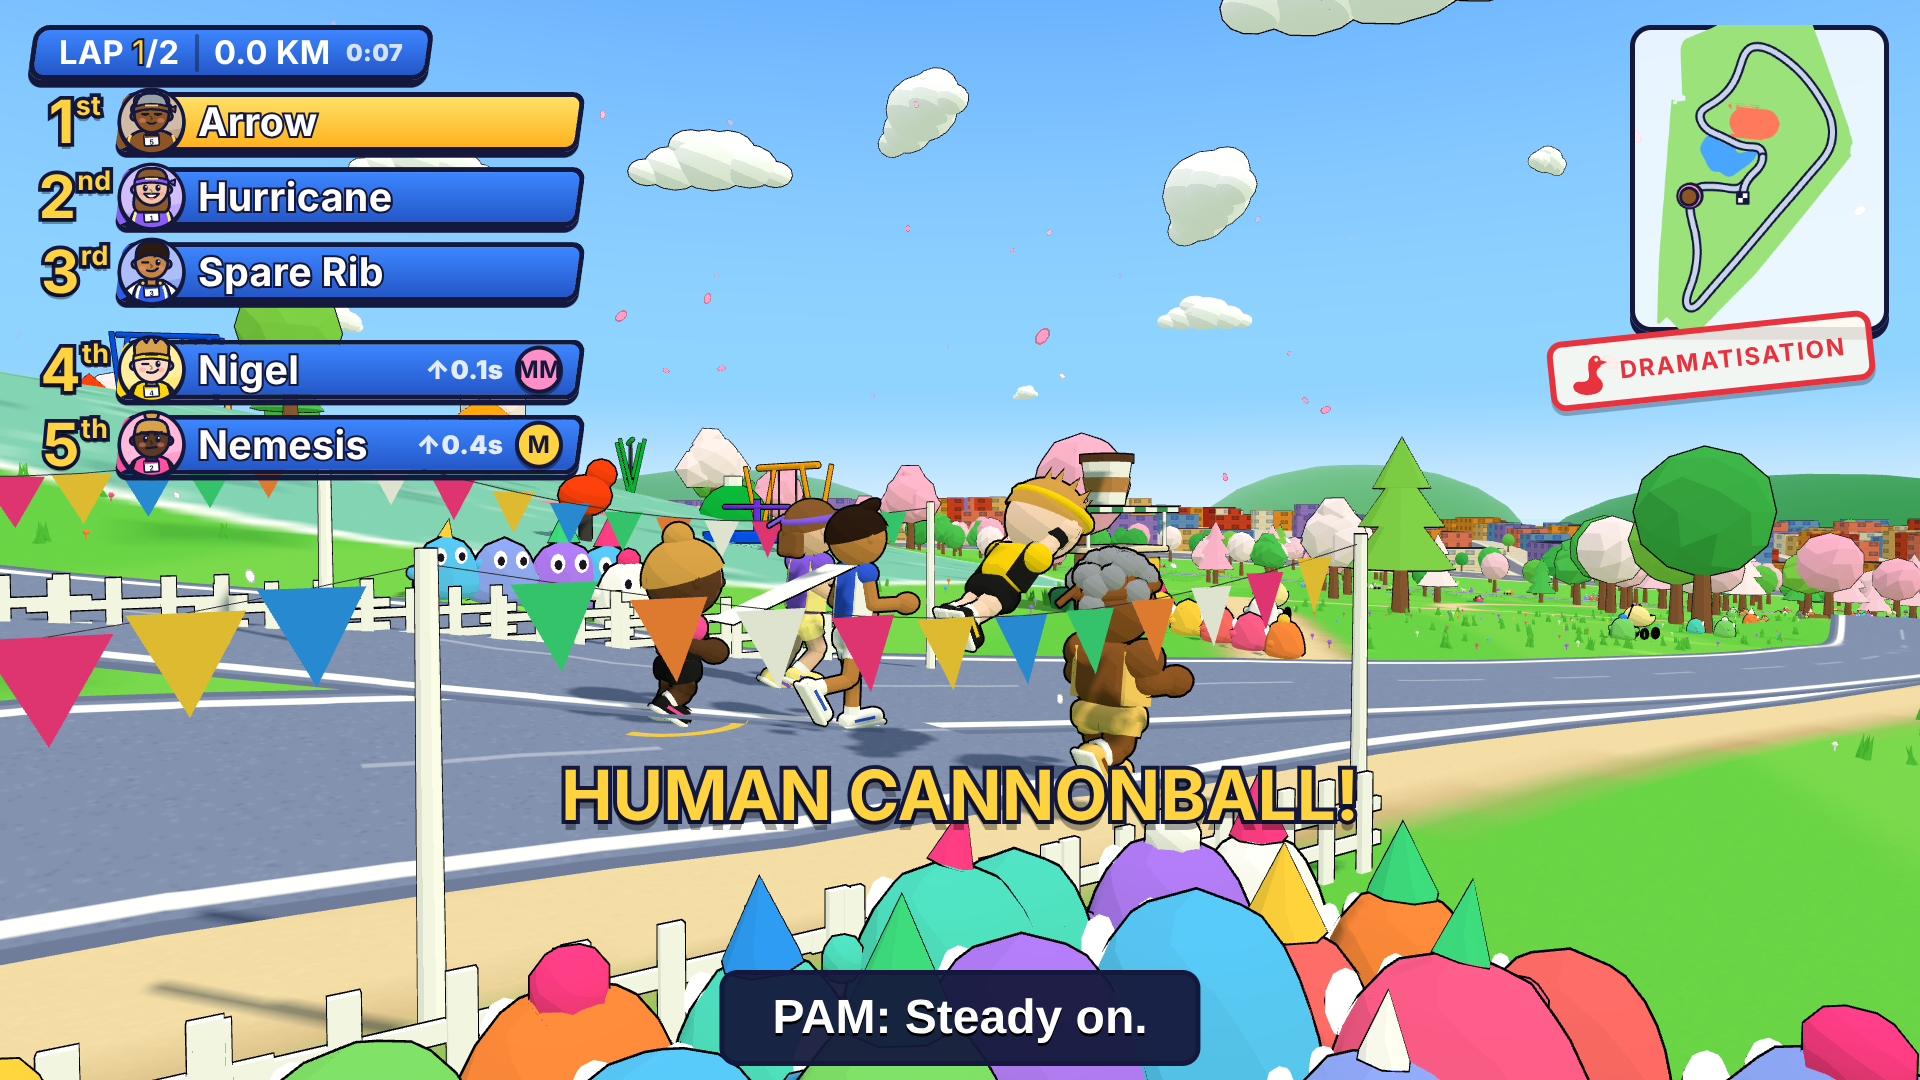 LAP 1/2 0.0 KM 0:07
1st Arrow
2nd Hurricane
3rd Spare Rib
4th Nigel ↑0.1s MM
5th Nemesis ↑0.4s M
DRAMATISATION
HUMAN CANNONBALL!
PAM: Steady on.